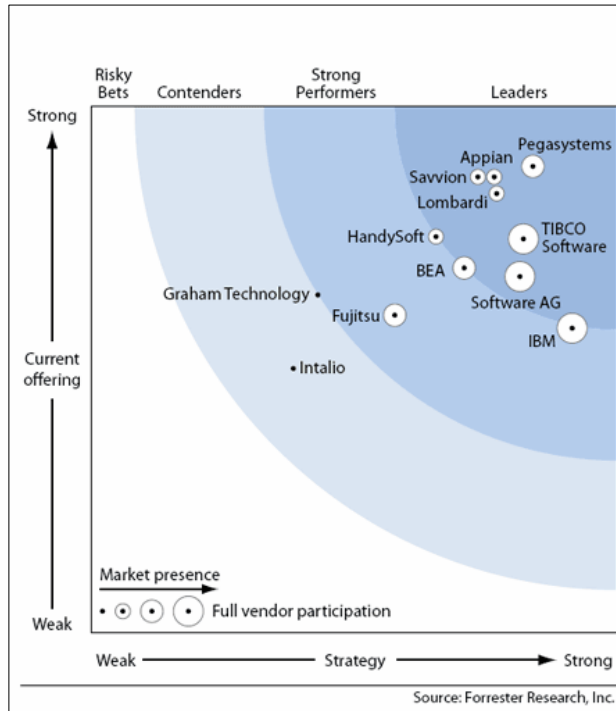 Risky
Bets
Contenders
Strong
Performers
Leaders
Strong
Pegasystems
Appian
Savvion
Lombardi
HandySoft
TIBCO
Software
BEA
Graham Technology
Software AG
Fujitsu
IBM
Current
offering
Intalio
Market presence
Full vendor participation
Weak
Weak
Strategy
Strong
Source: Forrester Research, Inc.